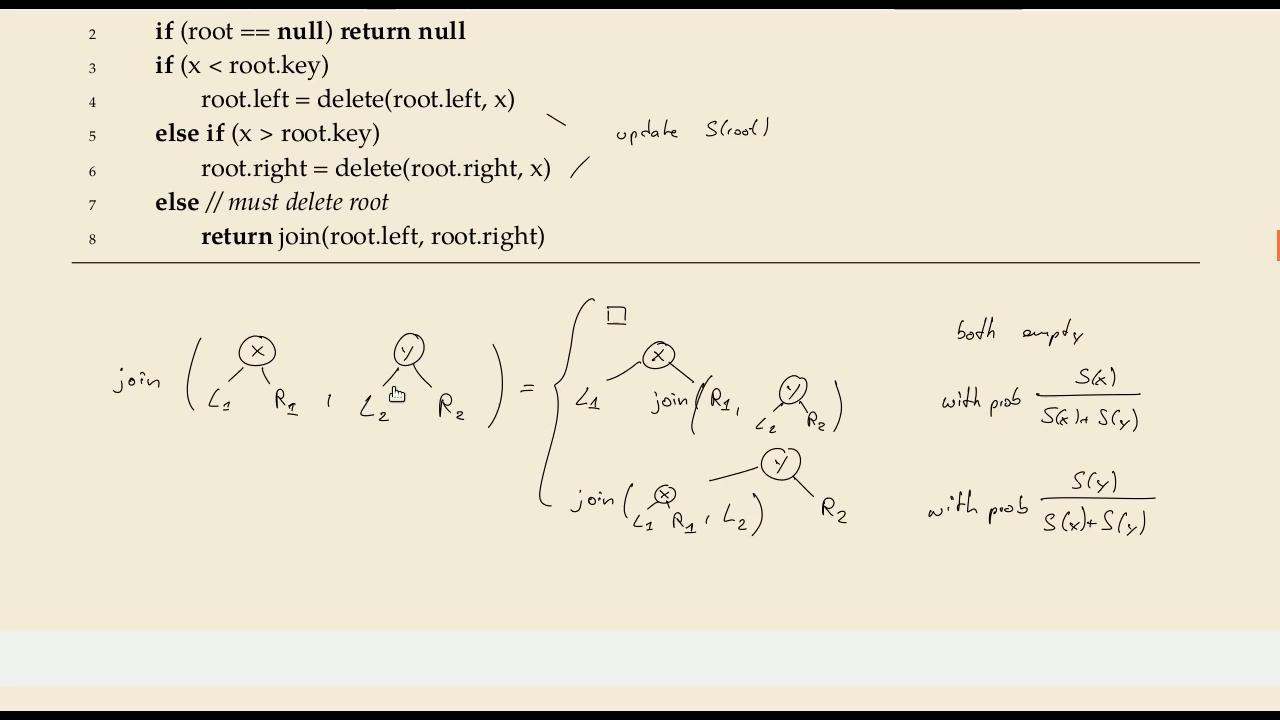 2 if (root == null) return null
3 if (x < root.key)
4 root.left = delete(root.left, x)
5 else if (x > root.key)
update S(root)
6 root.right = delete(root.right, x)
7 else // must delete root
8 return join(root.left, root.right)
both empty
join ( x L1 R1 , y L2 R2 ) =
x L1 join(R1, y L2 R2) with prob S(x) / S(x)+S(y)
y join(x L1 R1, L2) R2 with prob S(y) / S(x)+S(y)